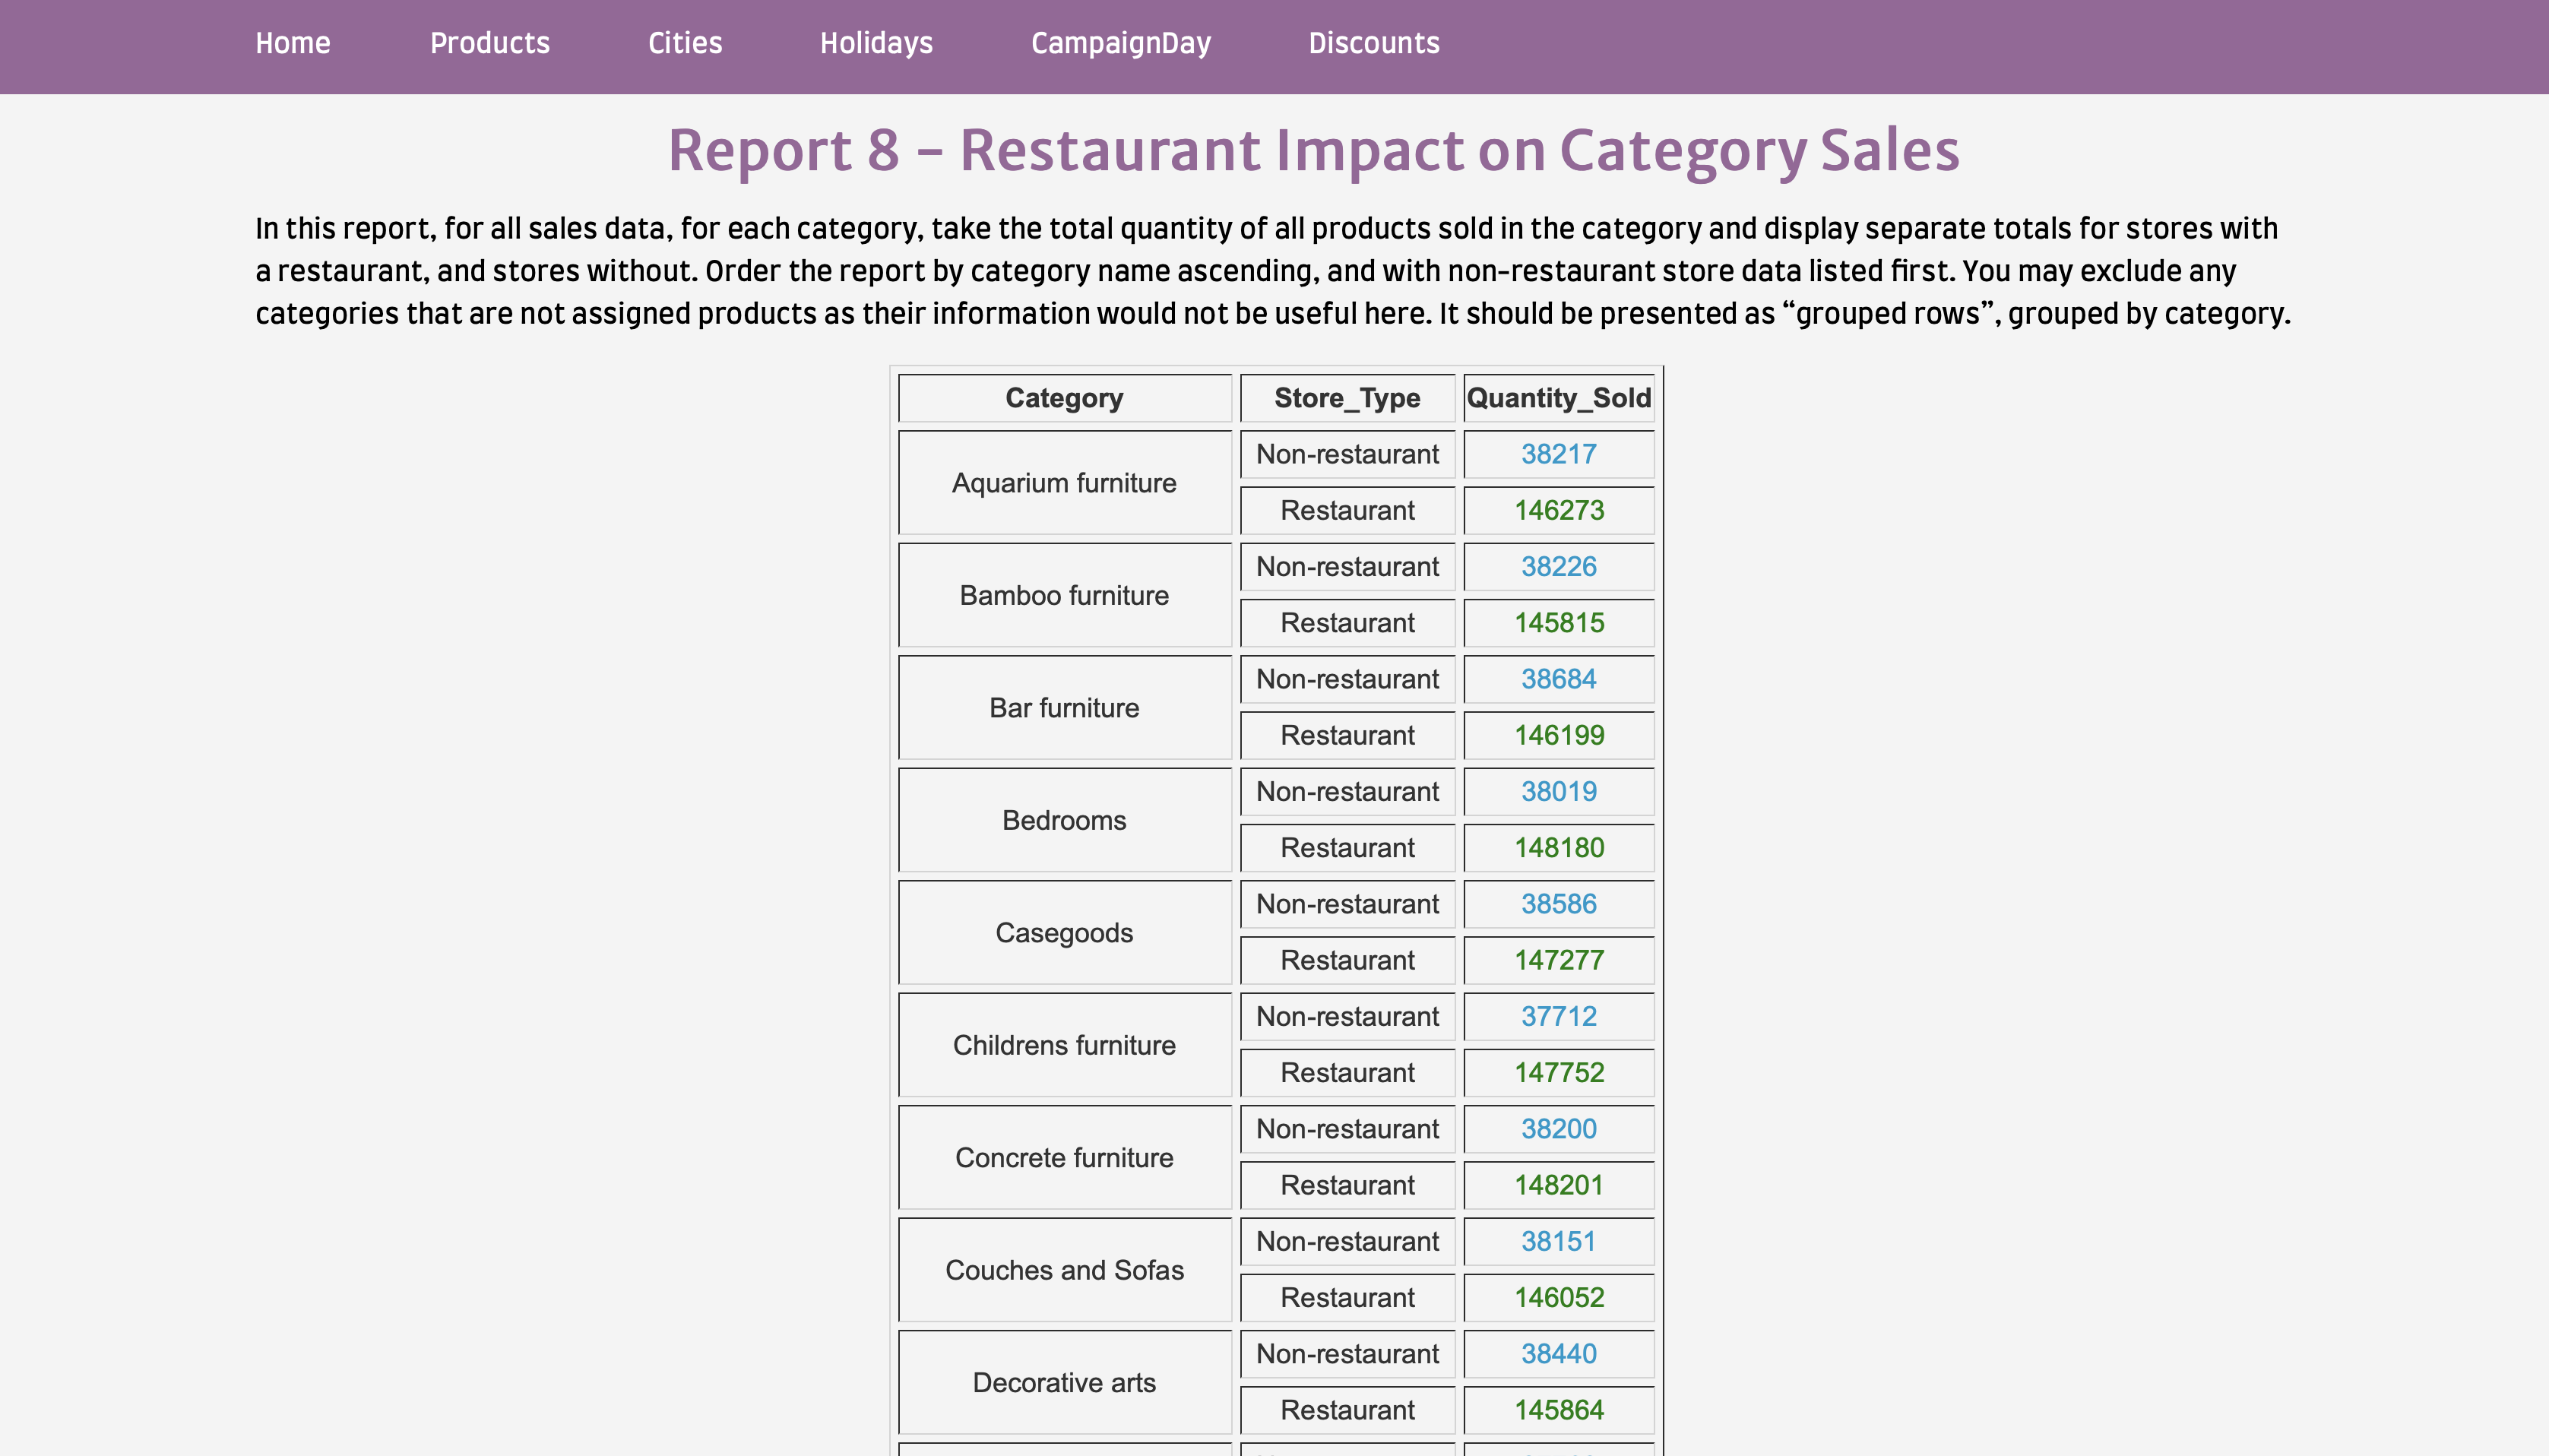 Home Products Cities Holidays CampaignDay Discounts
Report 8 - Restaurant Impact on Category Sales
In this report, for all sales data, for each category, take the total quantity of all products sold in the category and display separate totals for stores with
a restaurant, and stores without. Order the report by category name ascending, and with non-restaurant store data listed first. You may exclude any
categories that are not assigned products as their information would not be useful here. It should be presented as “grouped rows”, grouped by category.
Category Store_Type Quantity_Sold
Aquarium furniture Non-restaurant 38217
Restaurant 146273
Bamboo furniture Non-restaurant 38226
Restaurant 145815
Bar furniture Non-restaurant 38684
Restaurant 146199
Bedrooms Non-restaurant 38019
Restaurant 148180
Casegoods Non-restaurant 38586
Restaurant 147277
Childrens furniture Non-restaurant 37712
Restaurant 147752
Concrete furniture Non-restaurant 38200
Restaurant 148201
Couches and Sofas Non-restaurant 38151
Restaurant 146052
Decorative arts Non-restaurant 38440
Restaurant 145864